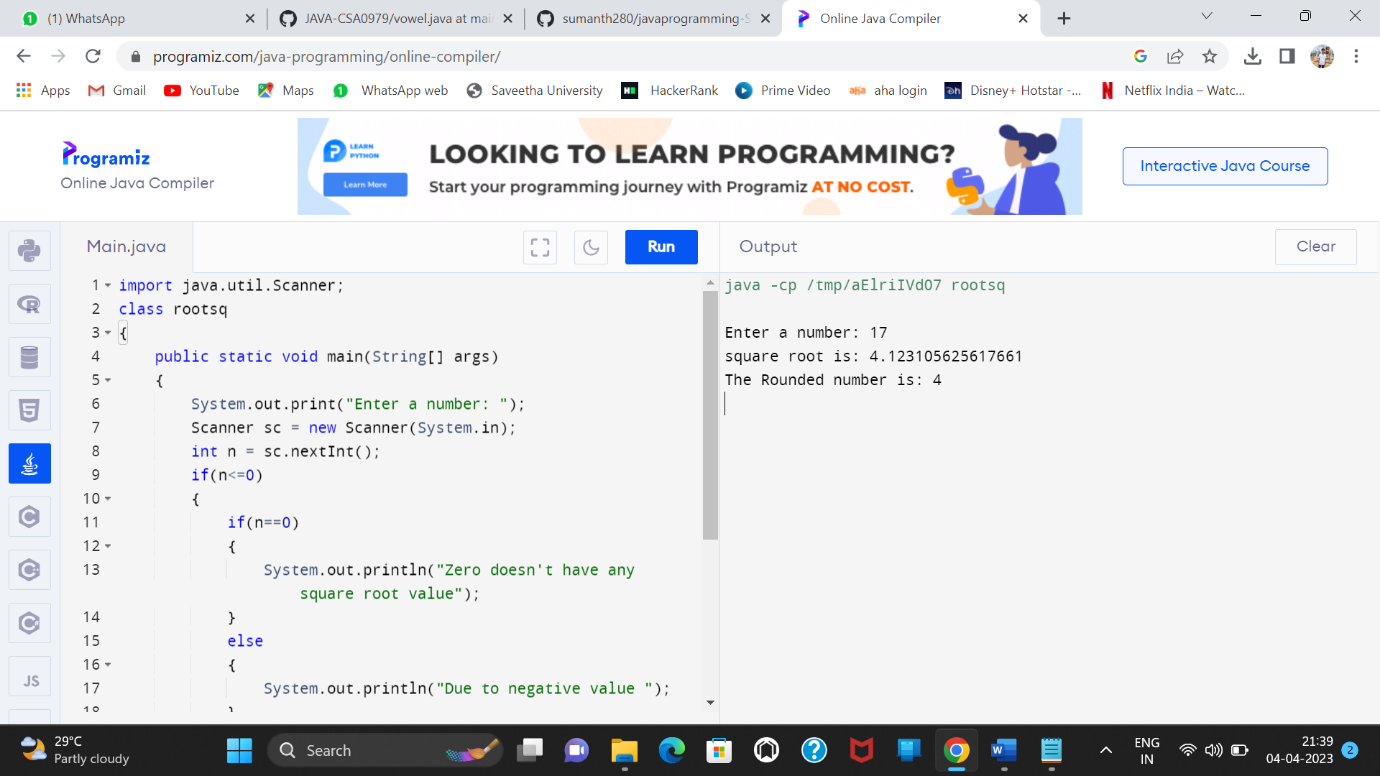 (1) WhatsApp
JAVA-CSA0979/vowel.java at mai
sumanth280/javaprogramming-S
Online Java Compiler
programiz.com/java-programming/online-compiler/
Apps Gmail YouTube Maps WhatsApp web Saveetha University HackerRank Prime Video aha login Disney+ Hotstar -... Netflix India – Watc...
Programiz
Online Java Compiler
LEARN
PYTHON
Learn More
LOOKING TO LEARN PROGRAMMING?
Start your programming journey with Programiz AT NO COST.
Interactive Java Course
Main.java
Run
Output
Clear
1 import java.util.Scanner;
2 class rootsq
3 {
4 public static void main(String[] args)
5 {
6 System.out.print("Enter a number: ");
7 Scanner sc = new Scanner(System.in);
8 int n = sc.nextInt();
9 if(n<=0)
10 {
11 if(n==0)
12 {
13 System.out.println("Zero doesn't have any
square root value");
14 }
15 else
16 {
17 System.out.println("Due to negative value ");
18 }
java -cp /tmp/aElriIVdO7 rootsq
Enter a number: 17
square root is: 4.123105625617661
The Rounded number is: 4
JS
29°C
Partly cloudy
Search
ENG
IN
21:39
04-04-2023
2